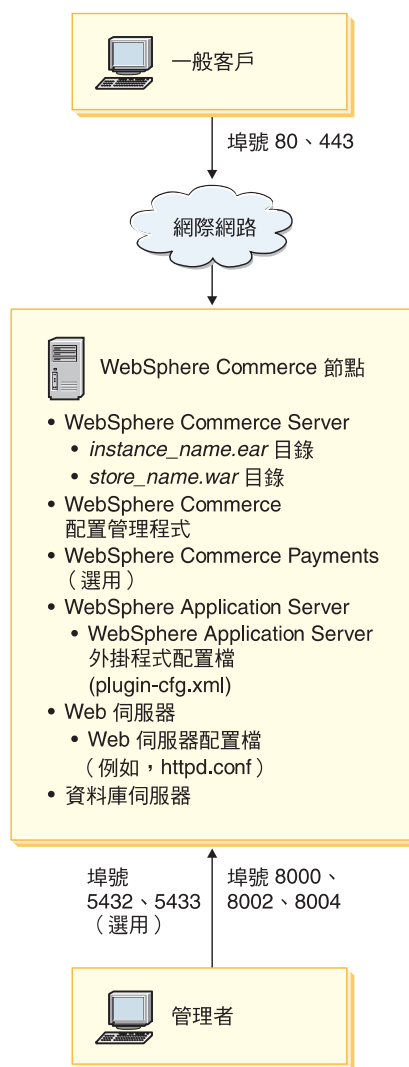 一般客戶
埠號 80、443
網際網路
WebSphere Commerce 節點
• WebSphere Commerce Server
• instance_name.ear 目錄
• store_name.war 目錄
• WebSphere Commerce
配置管理程式
• WebSphere Commerce Payments
（選用）
• WebSphere Application Server
• WebSphere Application Server
外掛程式配置檔
(plugin-cfg.xml)
• Web 伺服器
• Web 伺服器配置檔
（例如，httpd.conf）
• 資料庫伺服器
埠號
5432、5433
（選用）
埠號 8000、
8002、8004
管理者